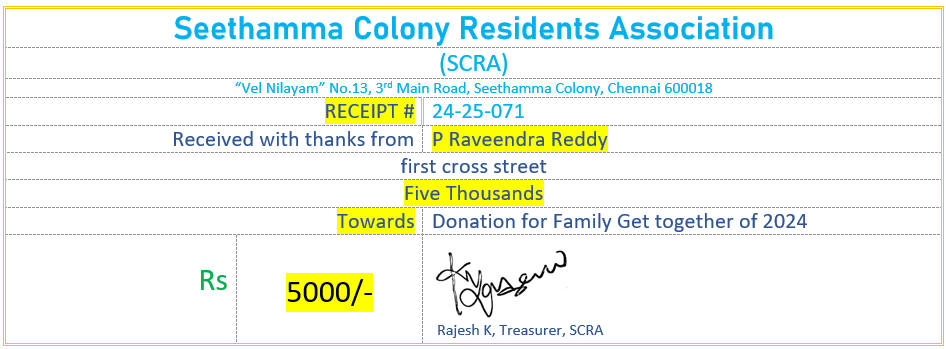 Seethamma Colony Residents Association
(SCRA)
“Vel Nilayam” No.13, 3rd Main Road, Seethamma Colony, Chennai 600018
RECEIPT # 24-25-071
Received with thanks from P Raveendra Reddy
first cross street
Five Thousands
Towards Donation for Family Get together of 2024
Rs 5000/-
Rajesh K, Treasurer, SCRA